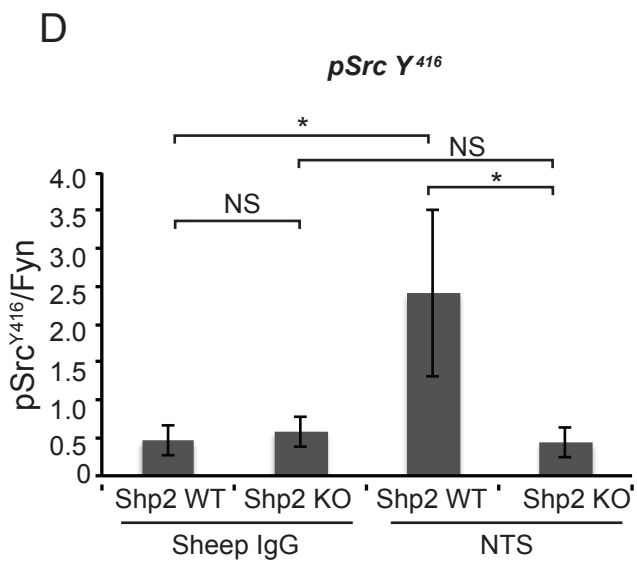 D
pSrc Y416
*
NS
*
NS
4.0
3.5
3.0
2.5
2.0
1.5
1.0
0.5
0
pSrcY416/Fyn
Shp2 WT Shp2 KO Shp2 WT Shp2 KO
Sheep IgG NTS